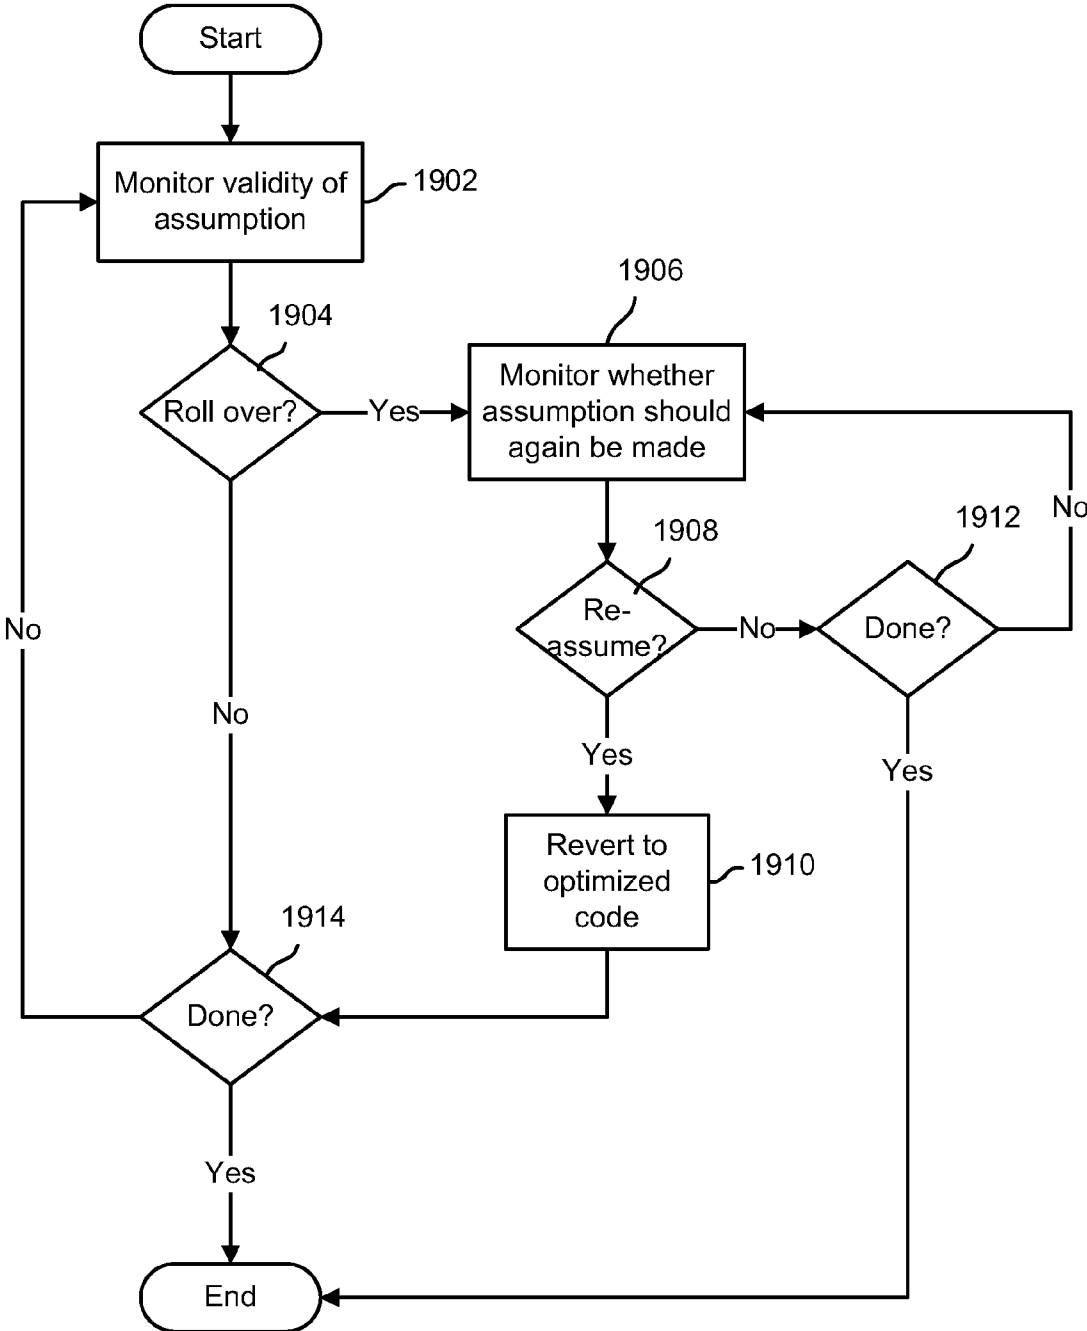 Start
Monitor validity of
assumption
1902
1904
Roll over?
Yes
1906
Monitor whether
assumption should
again be made
No
1908
Re-
assume?
No
1912
Done?
No
No
Yes
Yes
Revert to
optimized
code
1910
1914
Done?
Yes
End